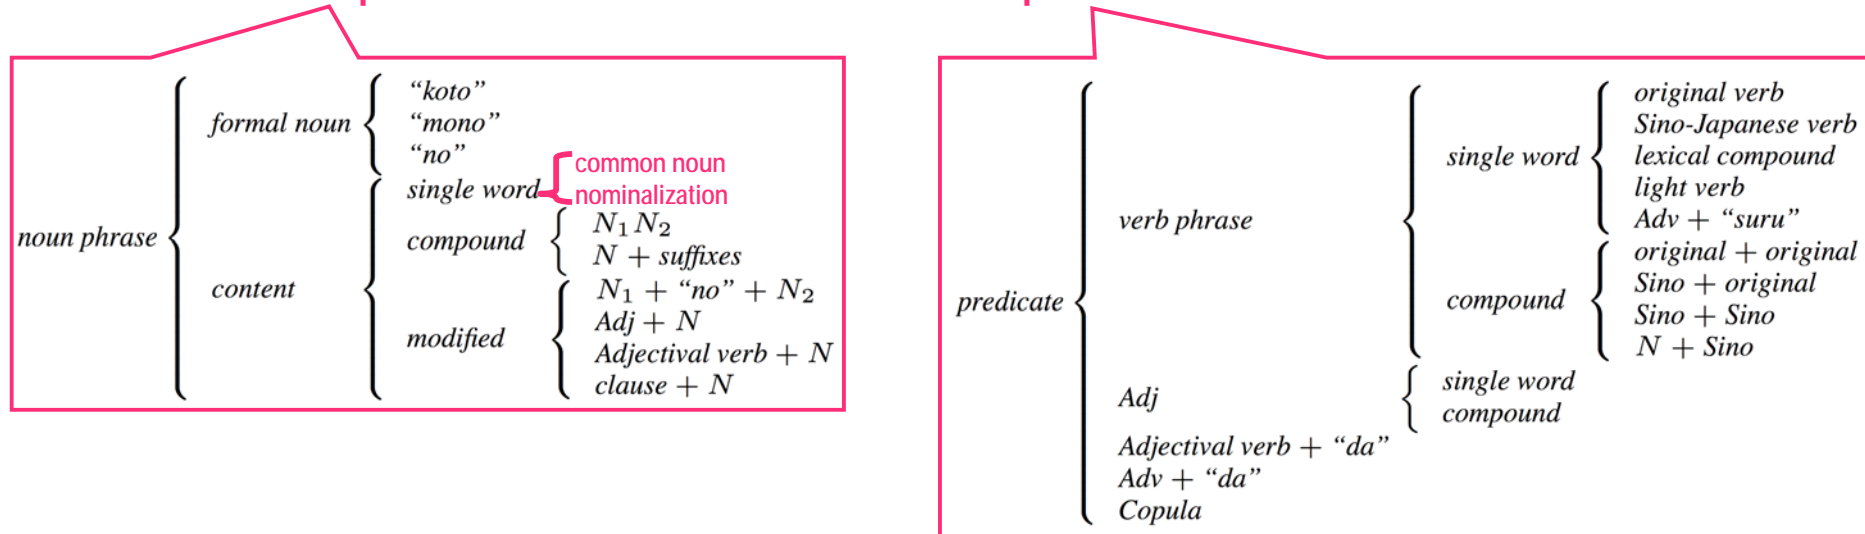 noun phrase
formal noun
“koto”
“mono”
“no”
content
single word
common noun
nominalization
compound
N₁N₂
N + suffixes
modified
N₁ + “no” + N₂
Adj + N
Adjectival verb + N
clause + N
predicate
verb phrase
single word
original verb
Sino-Japanese verb
lexical compound
light verb
Adv + “suru”
compound
original + original
Sino + original
Sino + Sino
N + Sino
Adj
single word
compound
Adjectival verb + “da”
Adv + “da”
Copula